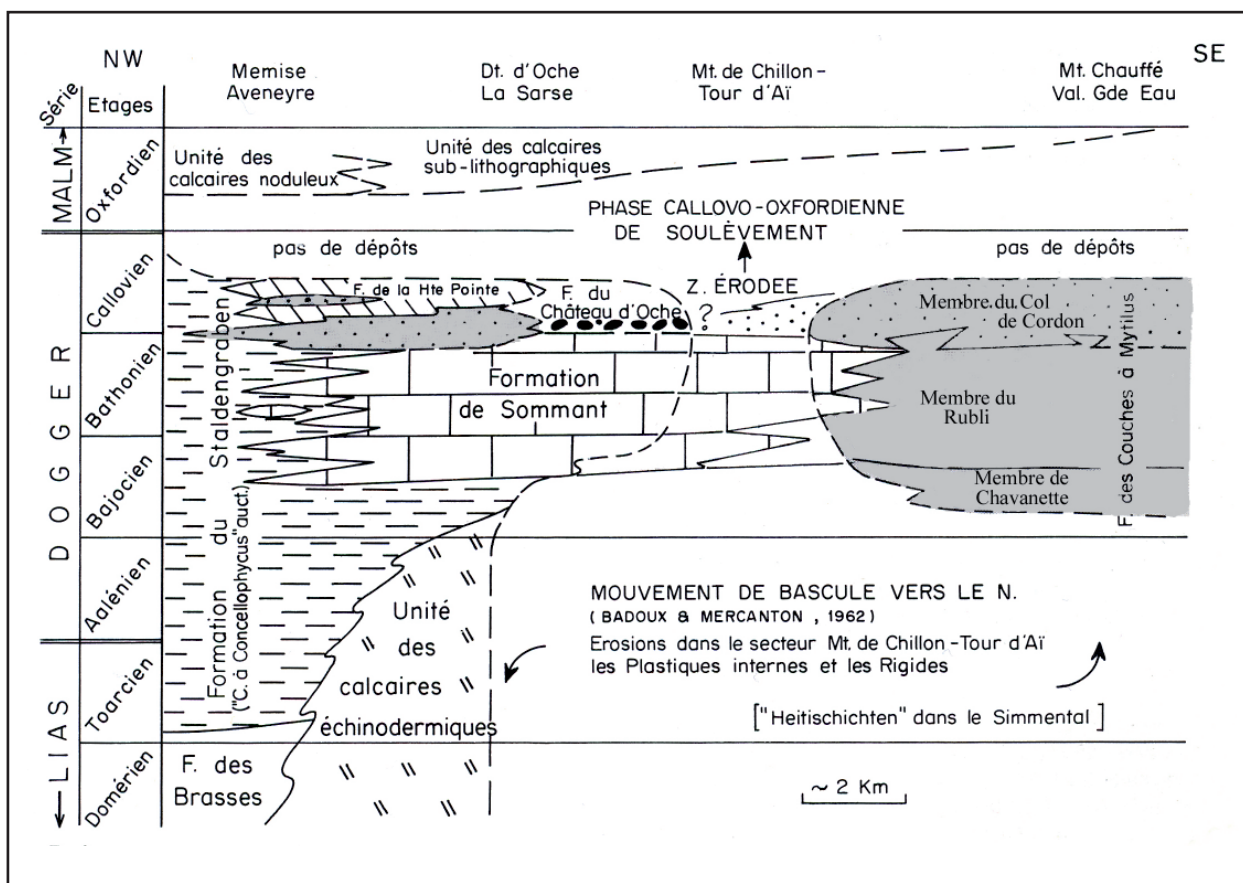 NW
SE
Série
Etages
Memise
Aveneyre
Dt. d'Oche
La Sarse
Mt. de Chillon -
Tour d'Aï
Mt. Chauffé
Val. Gde Eau
MALM
Oxfordien
Unité des
calcaires noduleux
Unité des calcaires
sub-lithographiques
PHASE CALLOVO-OXFORDIENNE
DE SOULÈVEMENT
pas de dépôts
pas de dépôts
DOGGER
Callovien
F. de la Hte Pointe
F. du
Château d'Oche
Z. ÉRODEE
?
Membre du Col
de Cordon
Bathonien
Formation
de Sommant
Membre du
Rubli
Bajocien
Membre de
Chavanette
F. des Couches à Mytilus
Formation du Staldengraben
("C. à Concellophycus" auct.)
Aalénien
Unité
des
calcaires
échinodermiques
MOUVEMENT DE BASCULE VERS LE N.
(BADOUX & MERCANTON , 1962)
Erosions dans le secteur Mt. de Chillon -Tour d'Aï
les Plastiques internes et les Rigides
["Heitischichten" dans le Simmental]
LIAS
Toarcien
Domérien
F. des
Brasses
~ 2 Km